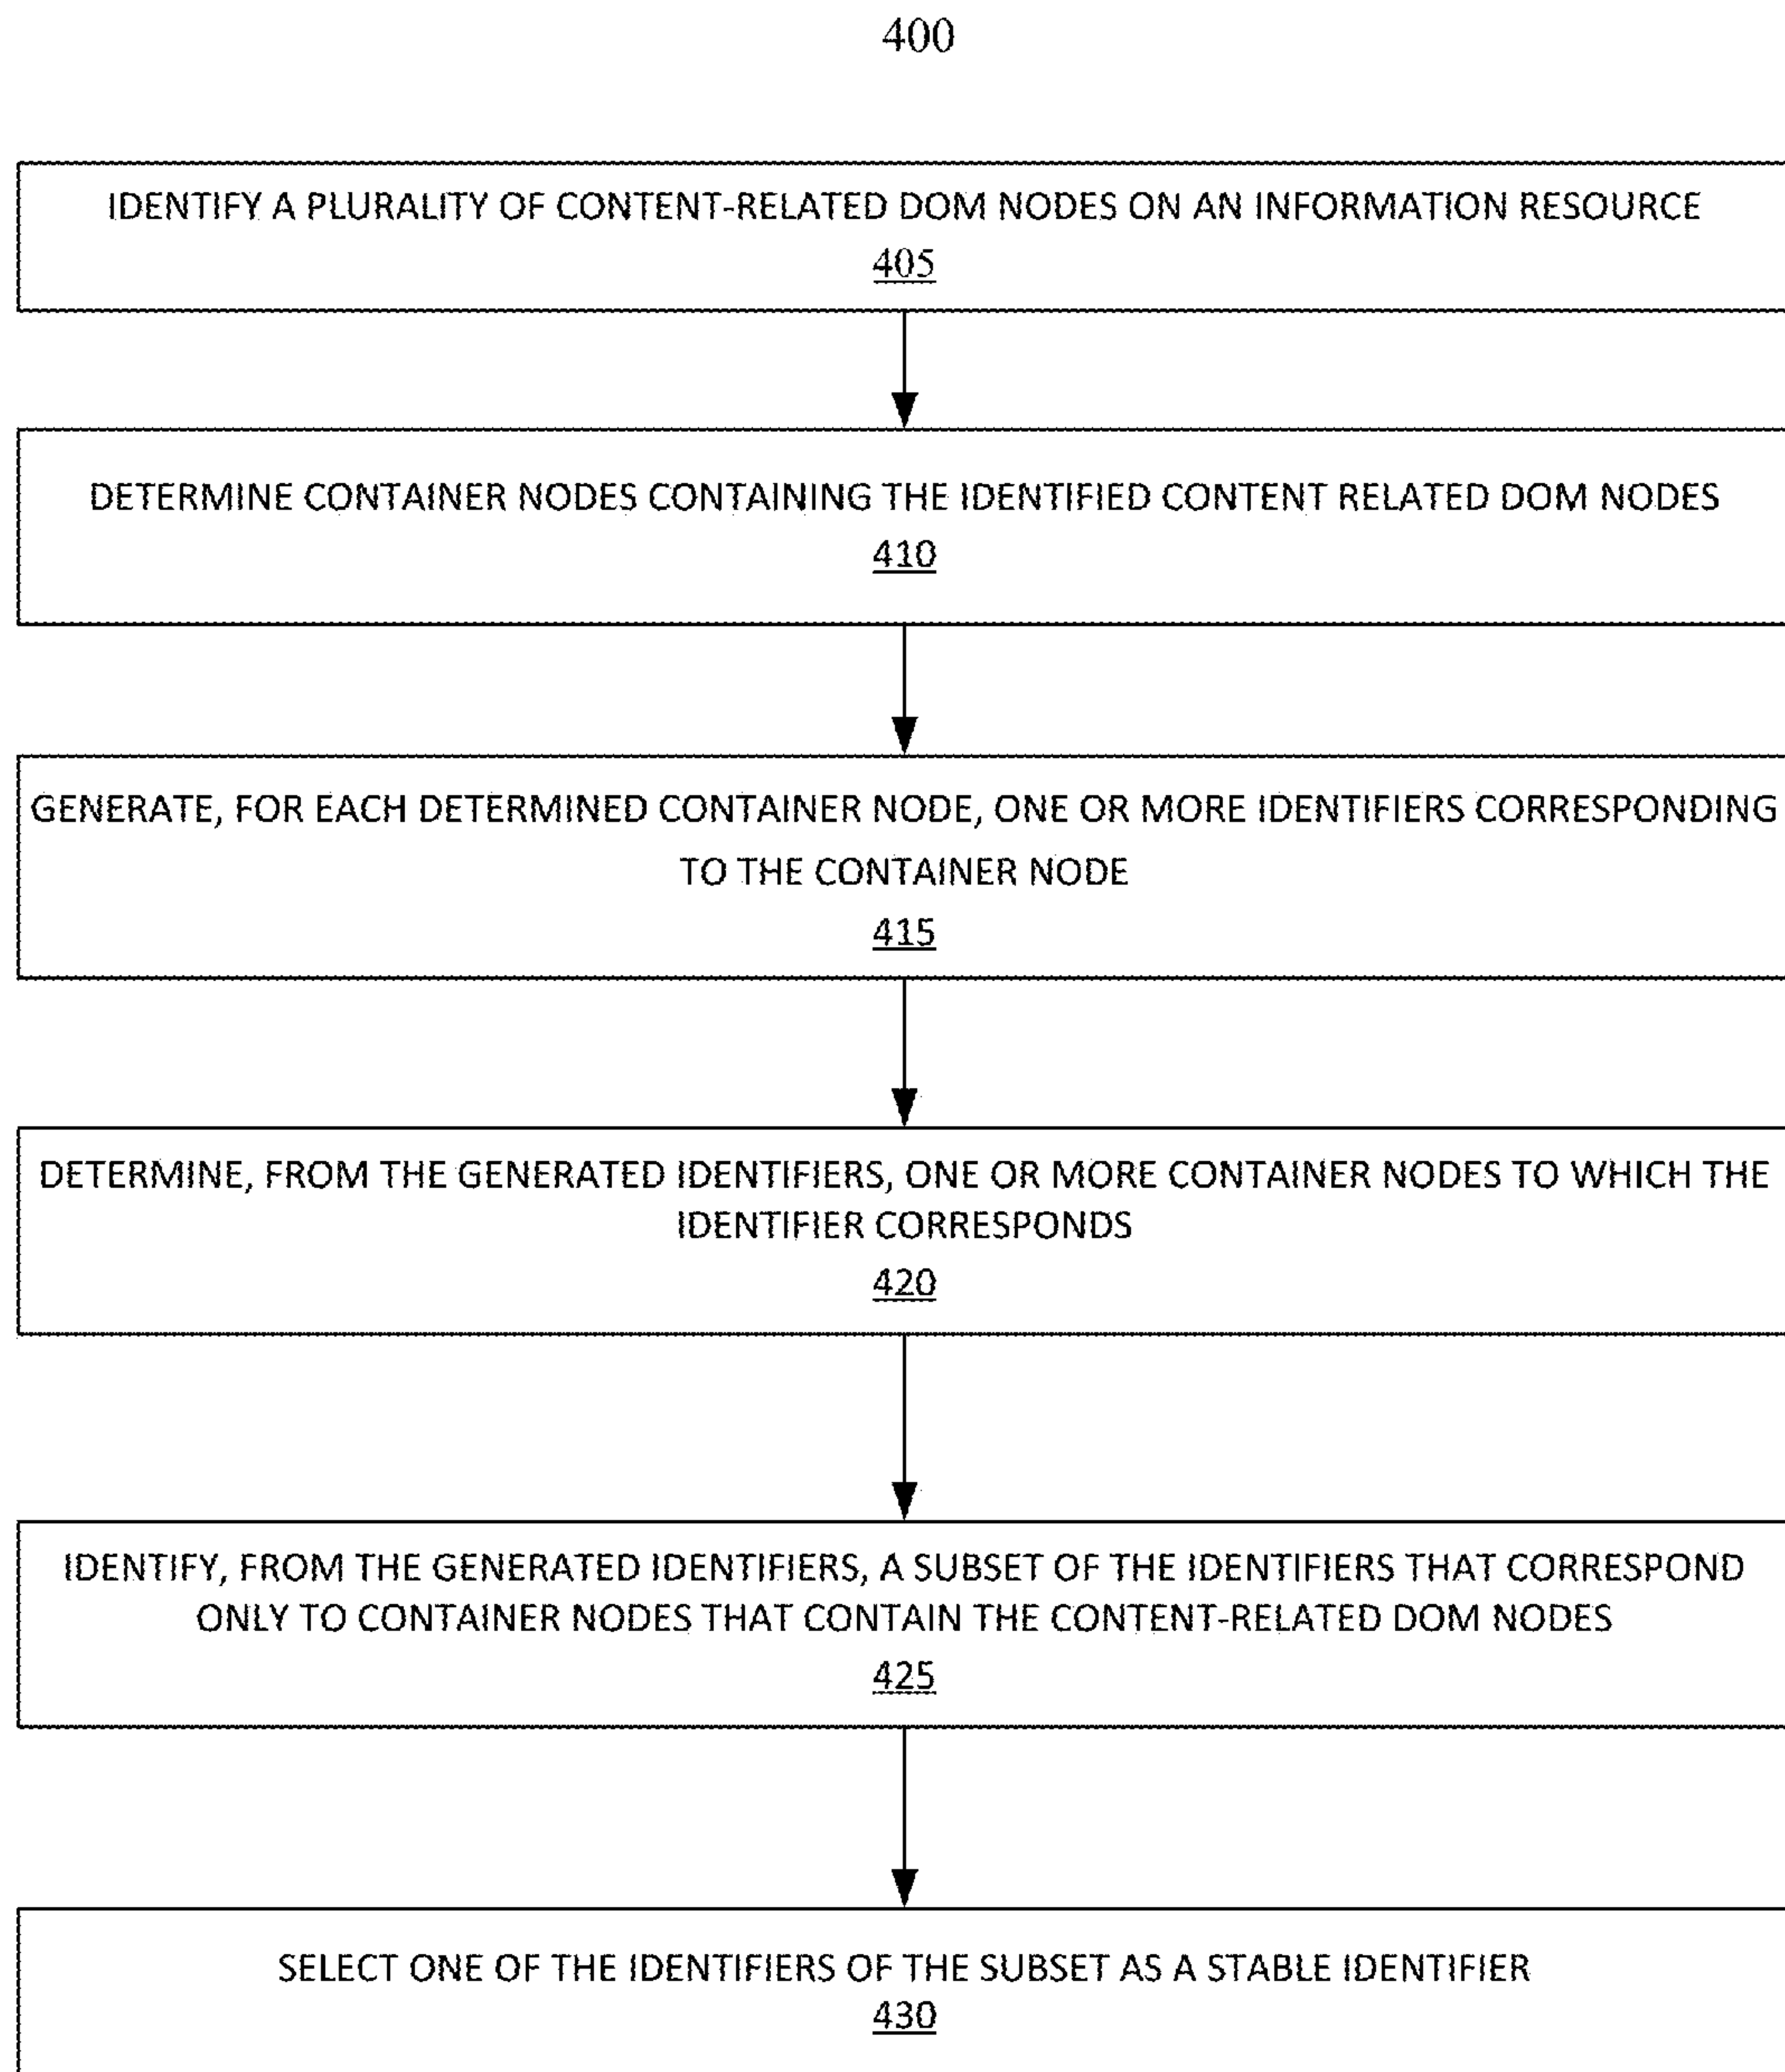 400
IDENTIFY A PLURALITY OF CONTENT-RELATED DOM NODES ON AN INFORMATION RESOURCE
405
DETERMINE CONTAINER NODES CONTAINING THE IDENTIFIED CONTENT RELATED DOM NODES
410
GENERATE, FOR EACH DETERMINED CONTAINER NODE, ONE OR MORE IDENTIFIERS CORRESPONDING
TO THE CONTAINER NODE
415
DETERMINE, FROM THE GENERATED IDENTIFIERS, ONE OR MORE CONTAINER NODES TO WHICH THE
IDENTIFIER CORRESPONDS
420
IDENTIFY, FROM THE GENERATED IDENTIFIERS, A SUBSET OF THE IDENTIFIERS THAT CORRESPOND
ONLY TO CONTAINER NODES THAT CONTAIN THE CONTENT-RELATED DOM NODES
425
SELECT ONE OF THE IDENTIFIERS OF THE SUBSET AS A STABLE IDENTIFIER
430